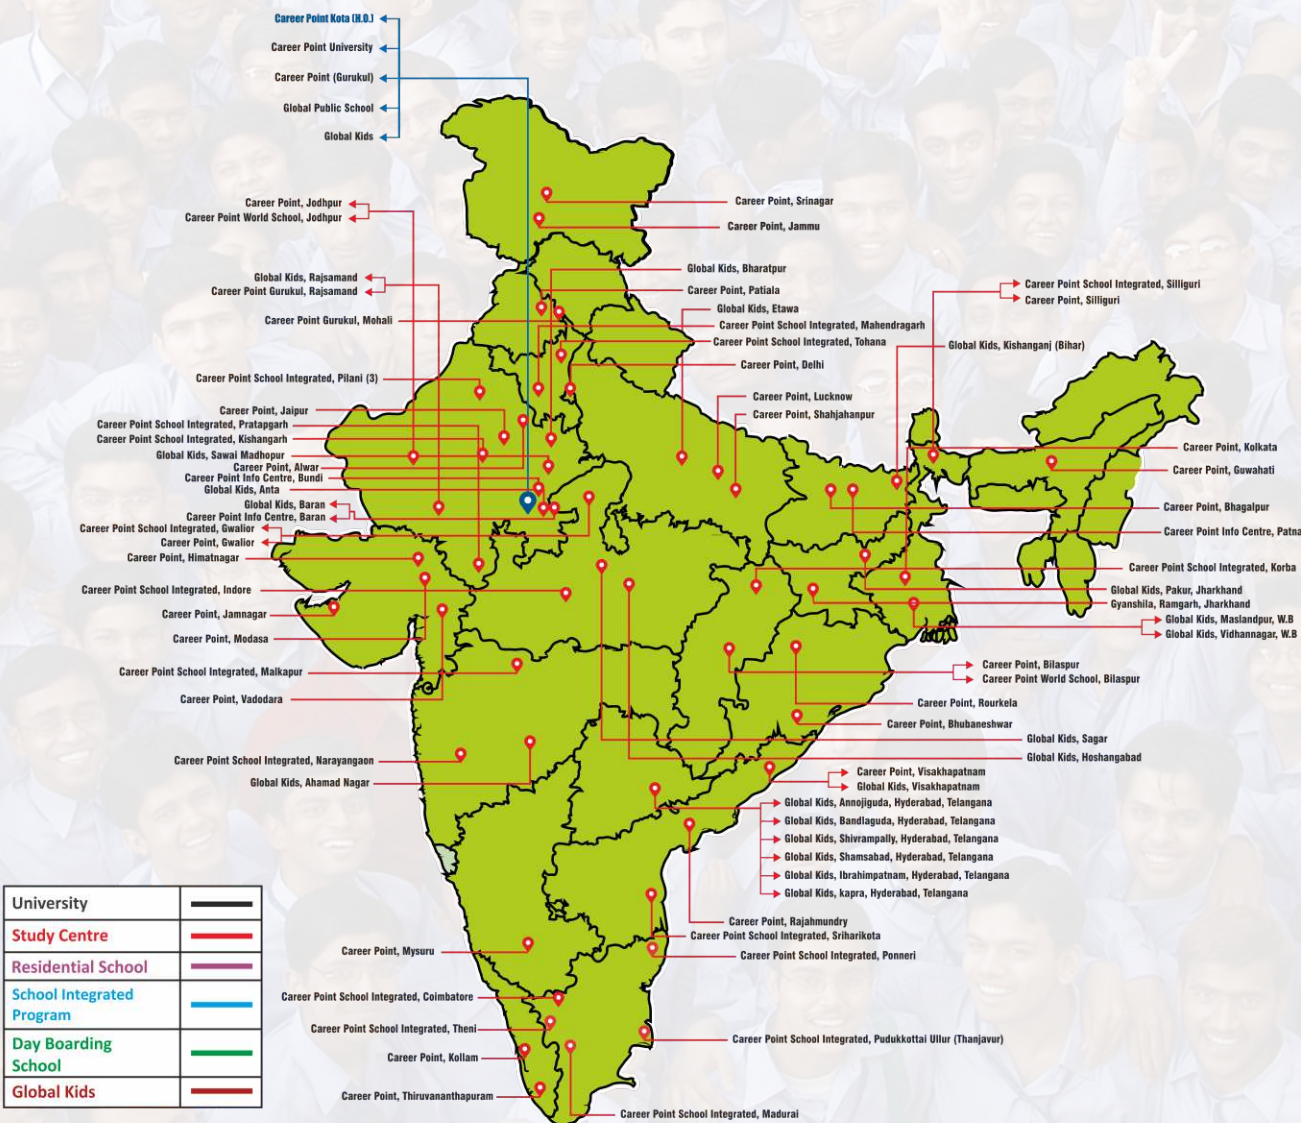 Career Point Kota (H.O.)
Career Point University
Career Point (Gurukul)
Global Public School
Global Kids
Career Point, Jodhpur
Career Point World School, Jodhpur
Global Kids, Rajsamand
Career Point Gurukul, Rajsamand
Career Point Gurukul, Mohali
Career Point School Integrated, Pilani (3)
Career Point, Jaipur
Career Point School Integrated, Pratapgarh
Career Point School Integrated, Kishangarh
Global Kids, Sawai Madhopur
Career Point, Alwar
Career Point Info Centre, Bundi
Global Kids, Anta
Global Kids, Baran
Career Point Info Centre, Baran
Career Point School Integrated, Gwalior
Career Point, Gwalior
Career Point, Himatnagar
Career Point School Integrated, Indore
Career Point, Jamnagar
Career Point, Modasa
Career Point School Integrated, Malkapur
Career Point, Vadodara
Career Point School Integrated, Narayangaon
Global Kids, Ahamad Nagar
Career Point, Mysuru
Career Point School Integrated, Coimbatore
Career Point School Integrated, Theni
Career Point, Kollam
Career Point, Thiruvananthapuram
Career Point, Srinagar
Career Point, Jammu
Global Kids, Bharatpur
Career Point, Patiala
Global Kids, Etawa
Career Point School Integrated, Mahendragarh
Career Point School Integrated, Tohana
Career Point, Delhi
Career Point, Lucknow
Career Point, Shahjahanpur
Career Point School Integrated, Silliguri
Career Point, Silliguri
Global Kids, Kishanganj (Bihar)
Career Point, Kolkata
Career Point, Guwahati
Career Point, Bhagalpur
Career Point Info Centre, Patna
Career Point School Integrated, Korba
Global Kids, Pakur, Jharkhand
Gyanshila, Ramgarh, Jharkhand
Global Kids, Maslandpur, W.B
Global Kids, Vidhannagar, W.B
Career Point, Bilaspur
Career Point World School, Bilaspur
Career Point, Rourkela
Career Point, Bhubaneshwar
Global Kids, Sagar
Global Kids, Hoshangabad
Career Point, Visakhapatnam
Global Kids, Visakhapatnam
Global Kids, Annojiguda, Hyderabad, Telangana
Global Kids, Bandlaguda, Hyderabad, Telangana
Global Kids, Shivrampally, Hyderabad, Telangana
Global Kids, Shamsabad, Hyderabad, Telangana
Global Kids, Ibrahimpatnam, Hyderabad, Telangana
Global Kids, kapra, Hyderabad, Telangana
Career Point, Rajahmundry
Career Point School Integrated, Sriharikota
Career Point School Integrated, Ponneri
Career Point School Integrated, Pudukkottai Ullur (Thanjavur)
Career Point School Integrated, Madurai
University
Study Centre
Residential School
School Integrated
Program
Day Boarding
School
Global Kids